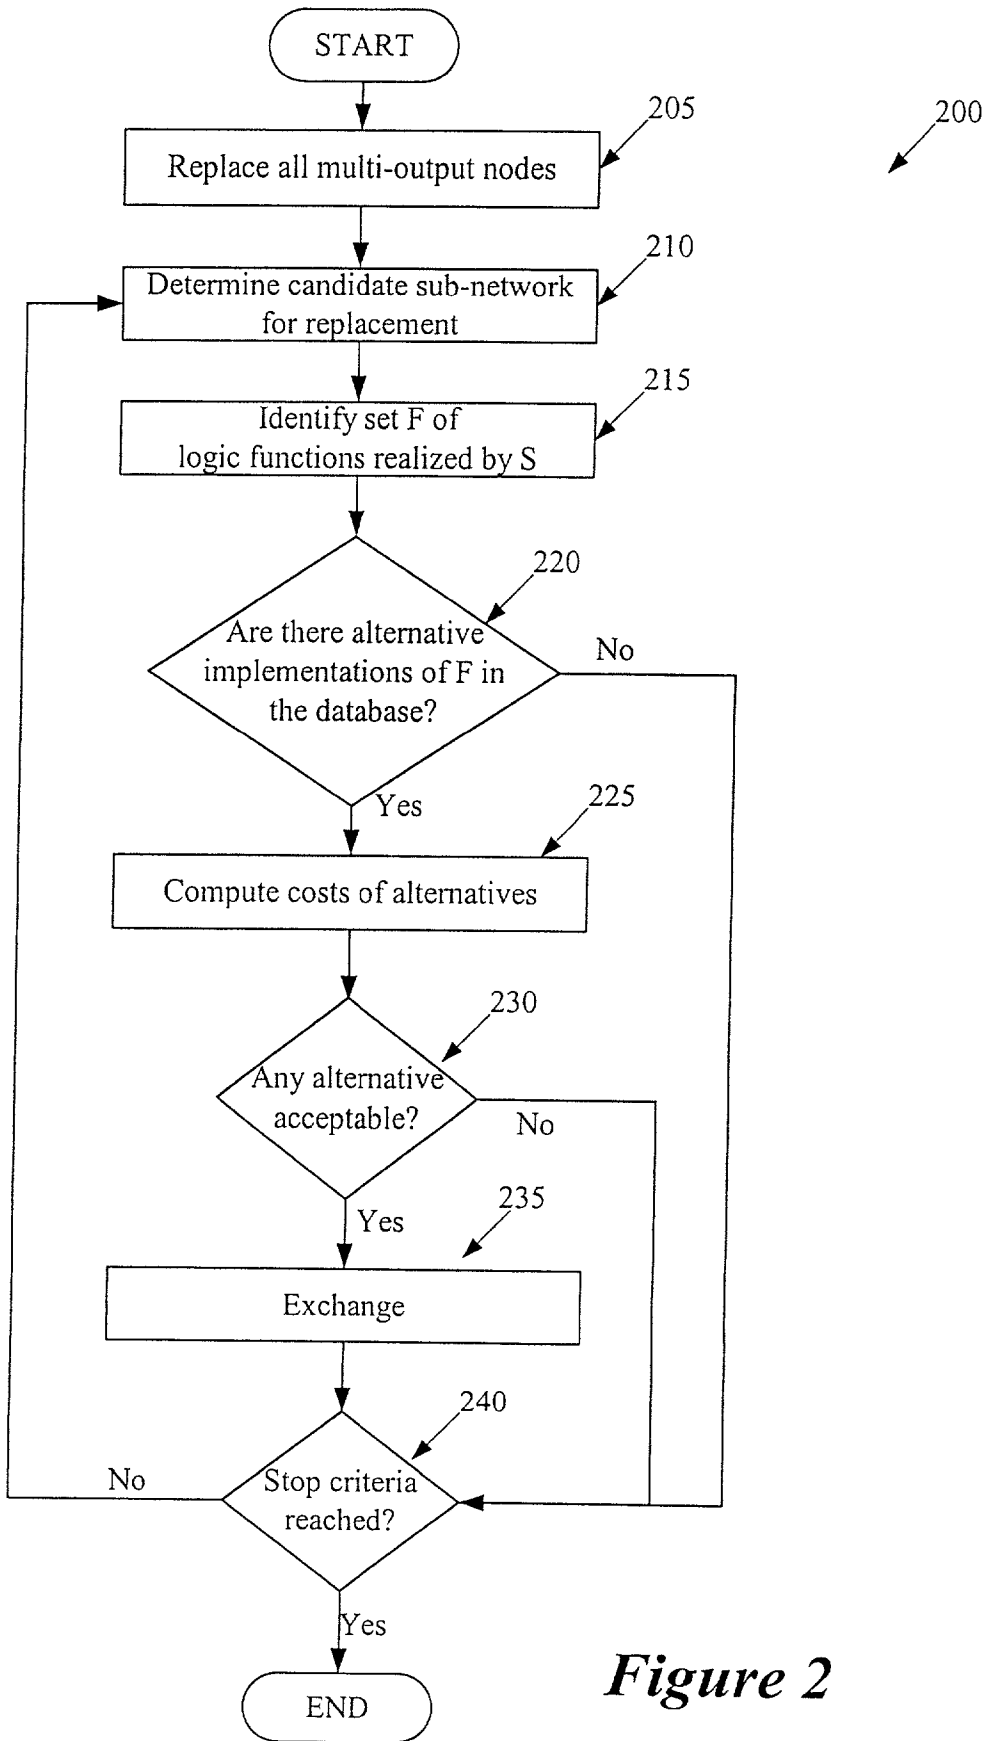 START
205
200
Replace all multi-output nodes
210
Determine candidate sub-network
for replacement
215
Identify set F of
logic functions realized by S
220
Are there alternative
implementations of F in
the database?
No
Yes
225
Compute costs of alternatives
230
Any alternative
acceptable?
No
Yes
235
Exchange
240
Stop criteria
reached?
No
Yes
END
Figure 2